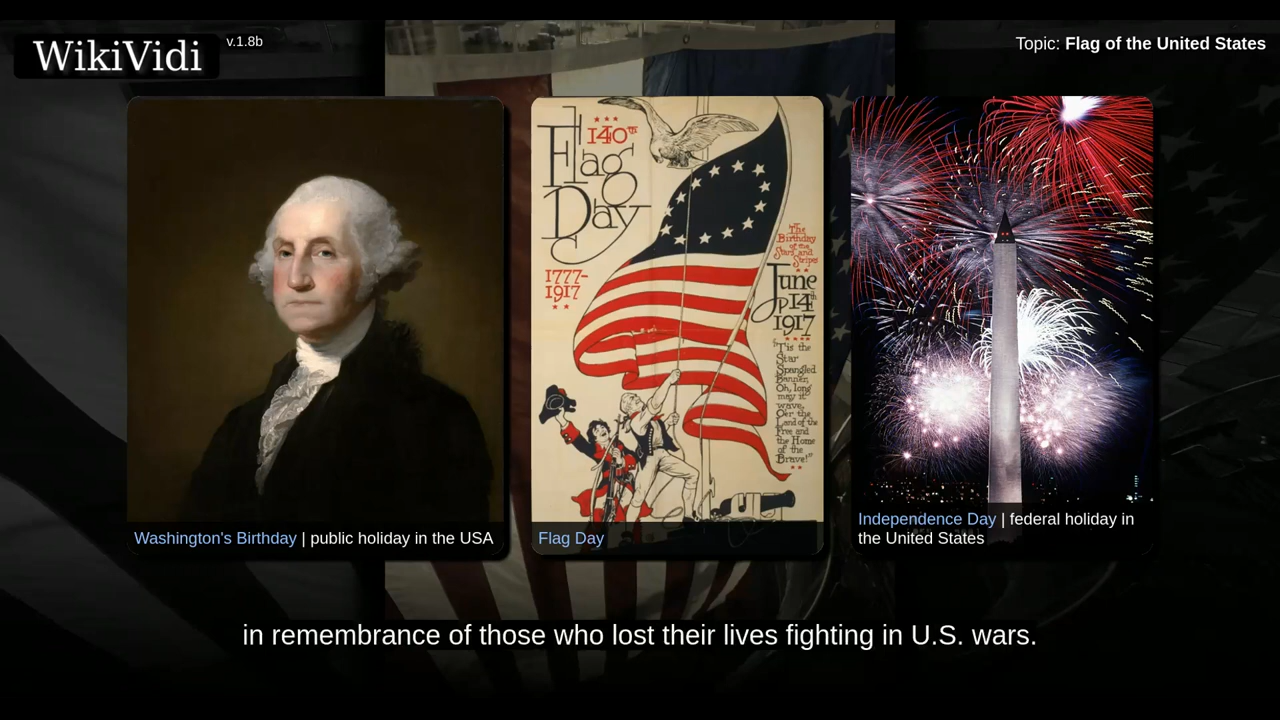 WikiVidi
v.1.8b
Topic: Flag of the United States
140TH
Flag
Day
1777-
1917
The
Birthday
of the
Stars and
Stripes
June
14th
1917
"'Tis the
Star
Spangled
Banner,
Oh, long
may it
wave,
O'er the
Land of the
Free and
the Home
of the
Brave!"
Washington's Birthday | public holiday in the USA
Flag Day
Independence Day | federal holiday in
the United States
in remembrance of those who lost their lives fighting in U.S. wars.